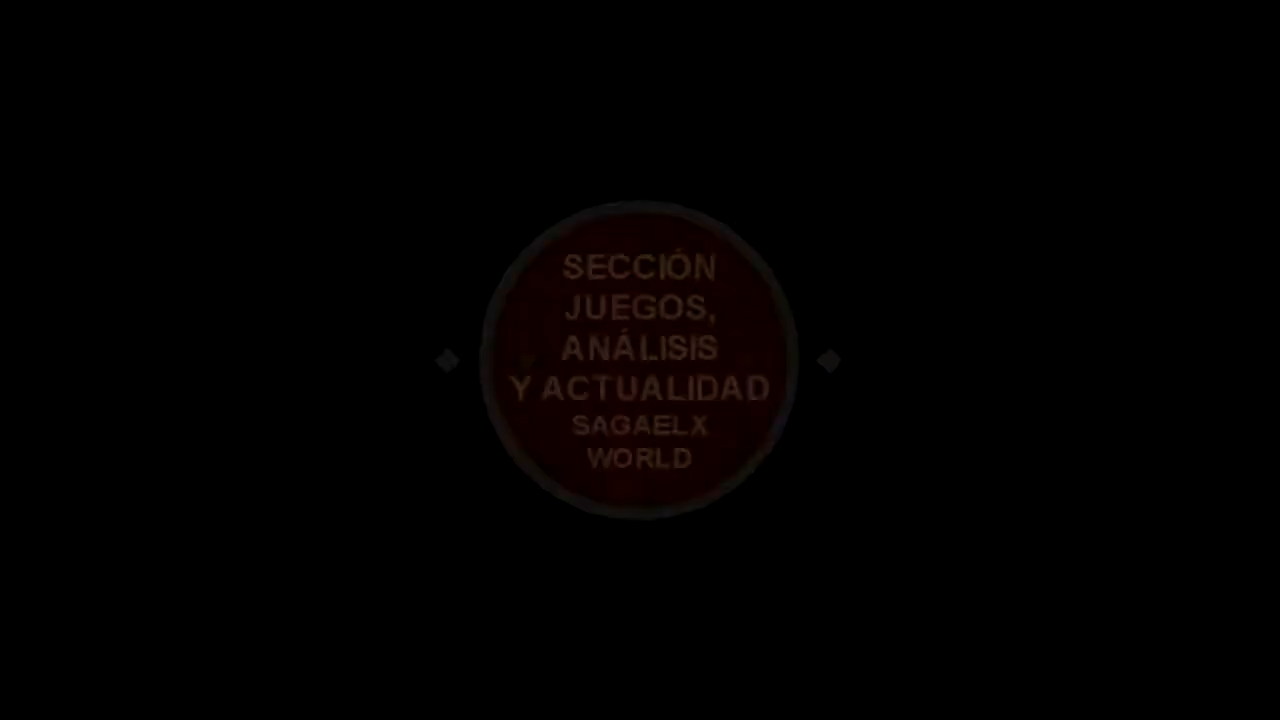 SECCIÓN
JUEGOS,
ANÁLISIS
Y ACTUALIDAD
SAGAELX
WORLD